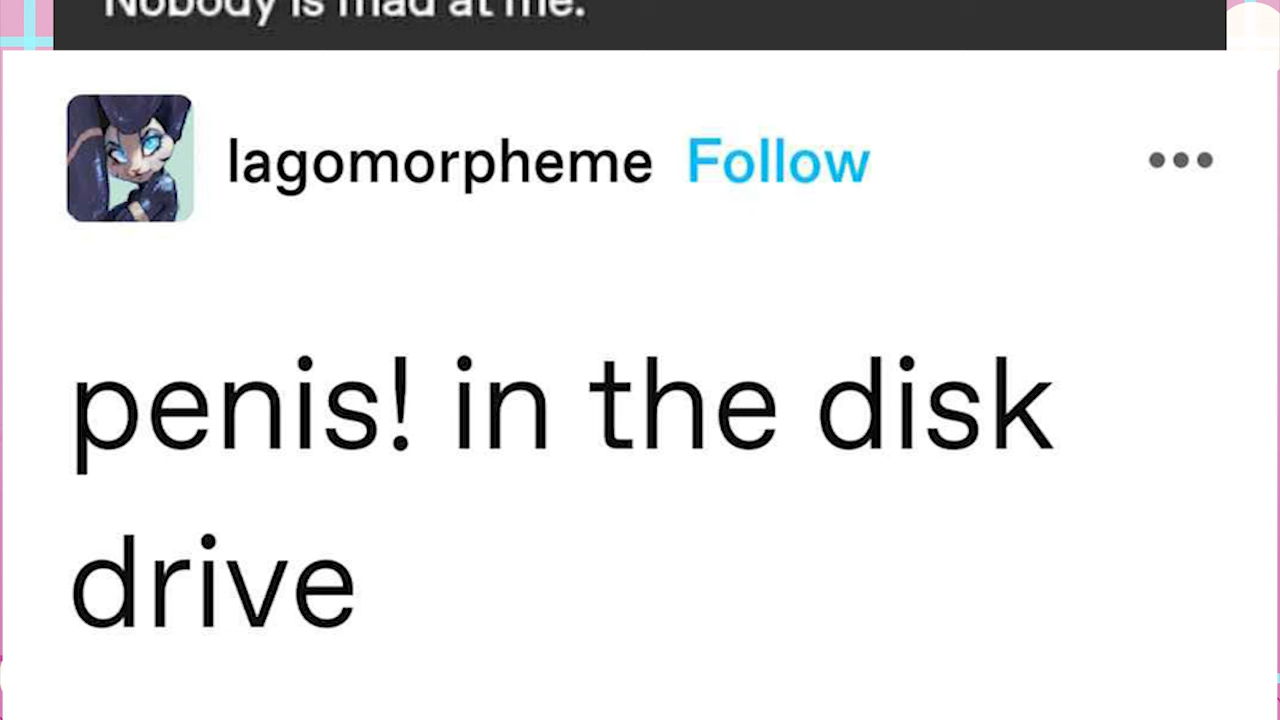 Nobody is mad at me.
lagomorpheme Follow
penis! in the disk
drive